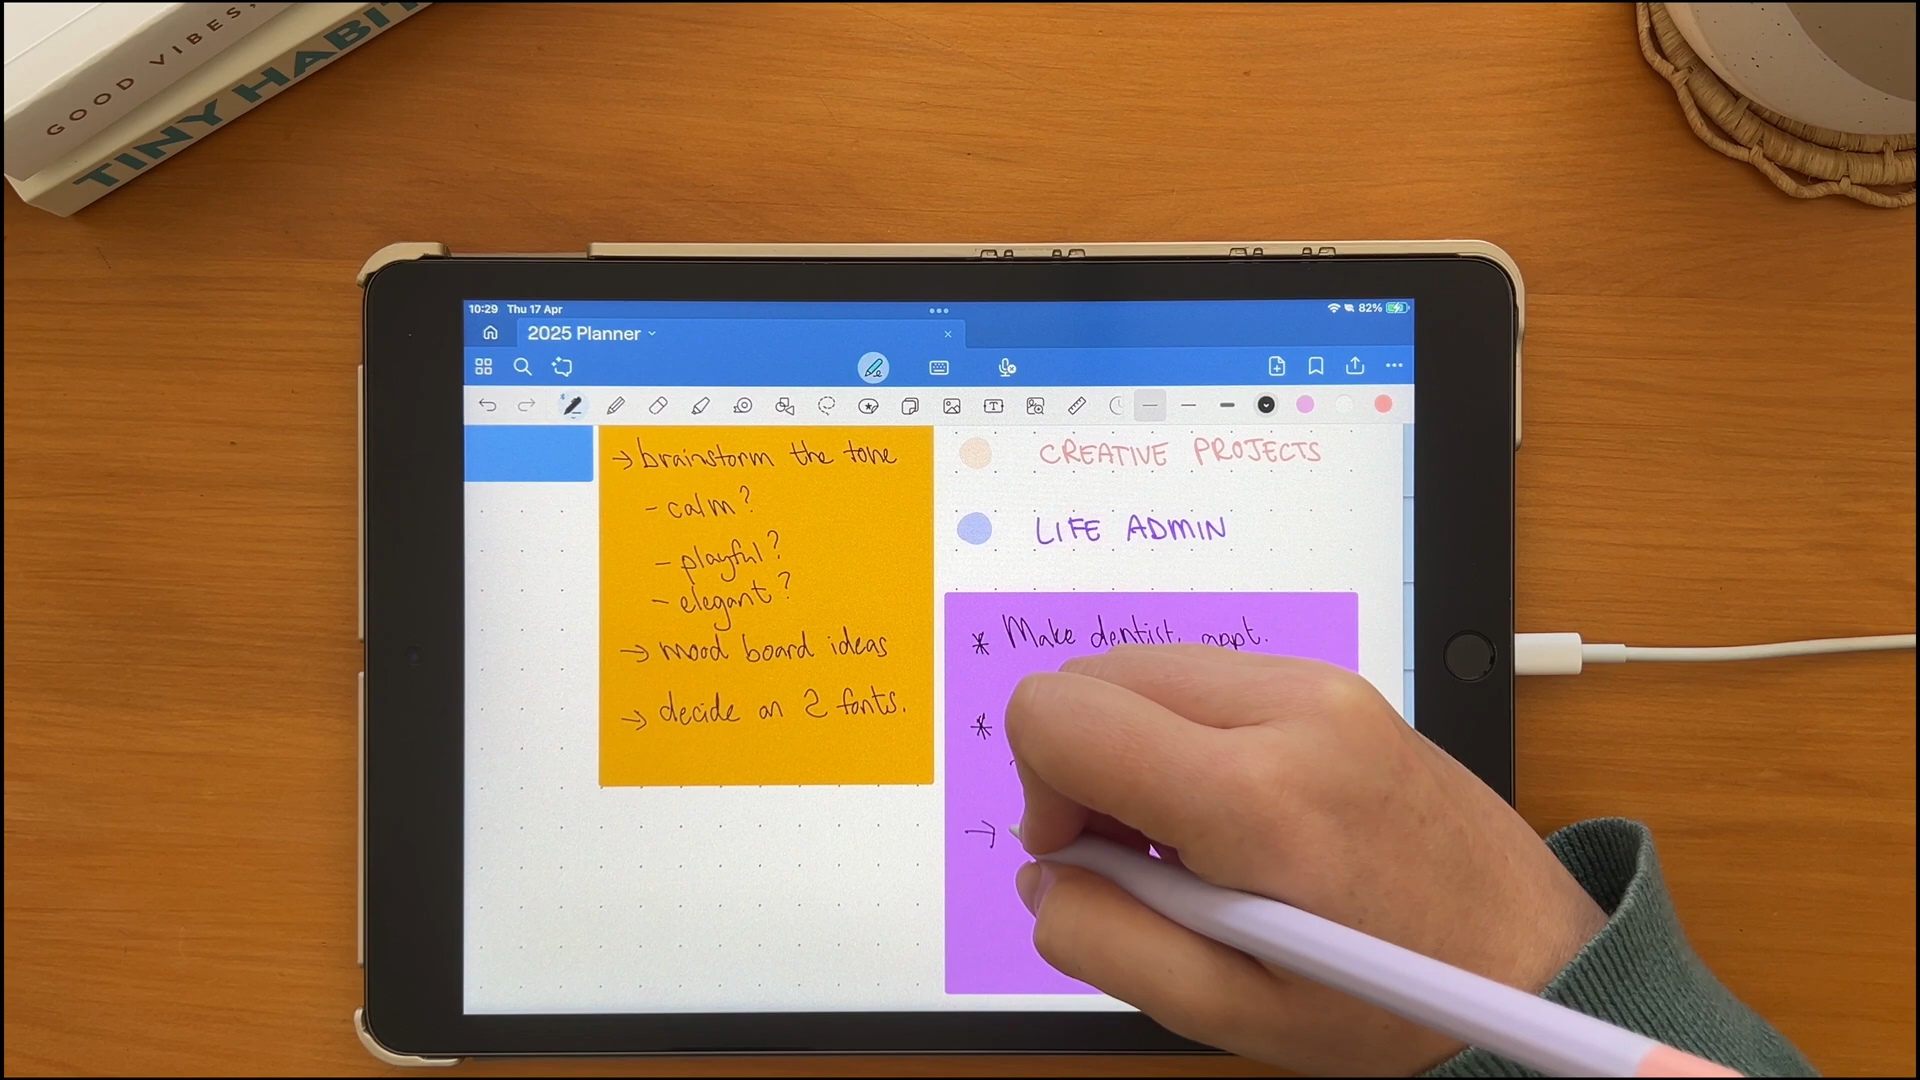 GOOD VIBES,
TINY HABIT
10:29 Thu 17 Apr
82%
2025 Planner
→ brainstorm the tone
- calm?
- playful?
- elegant?
→ mood board ideas
→ decide on 2 fonts.
CREATIVE PROJECTS
LIFE ADMIN
* Make dentist appt.
*
→